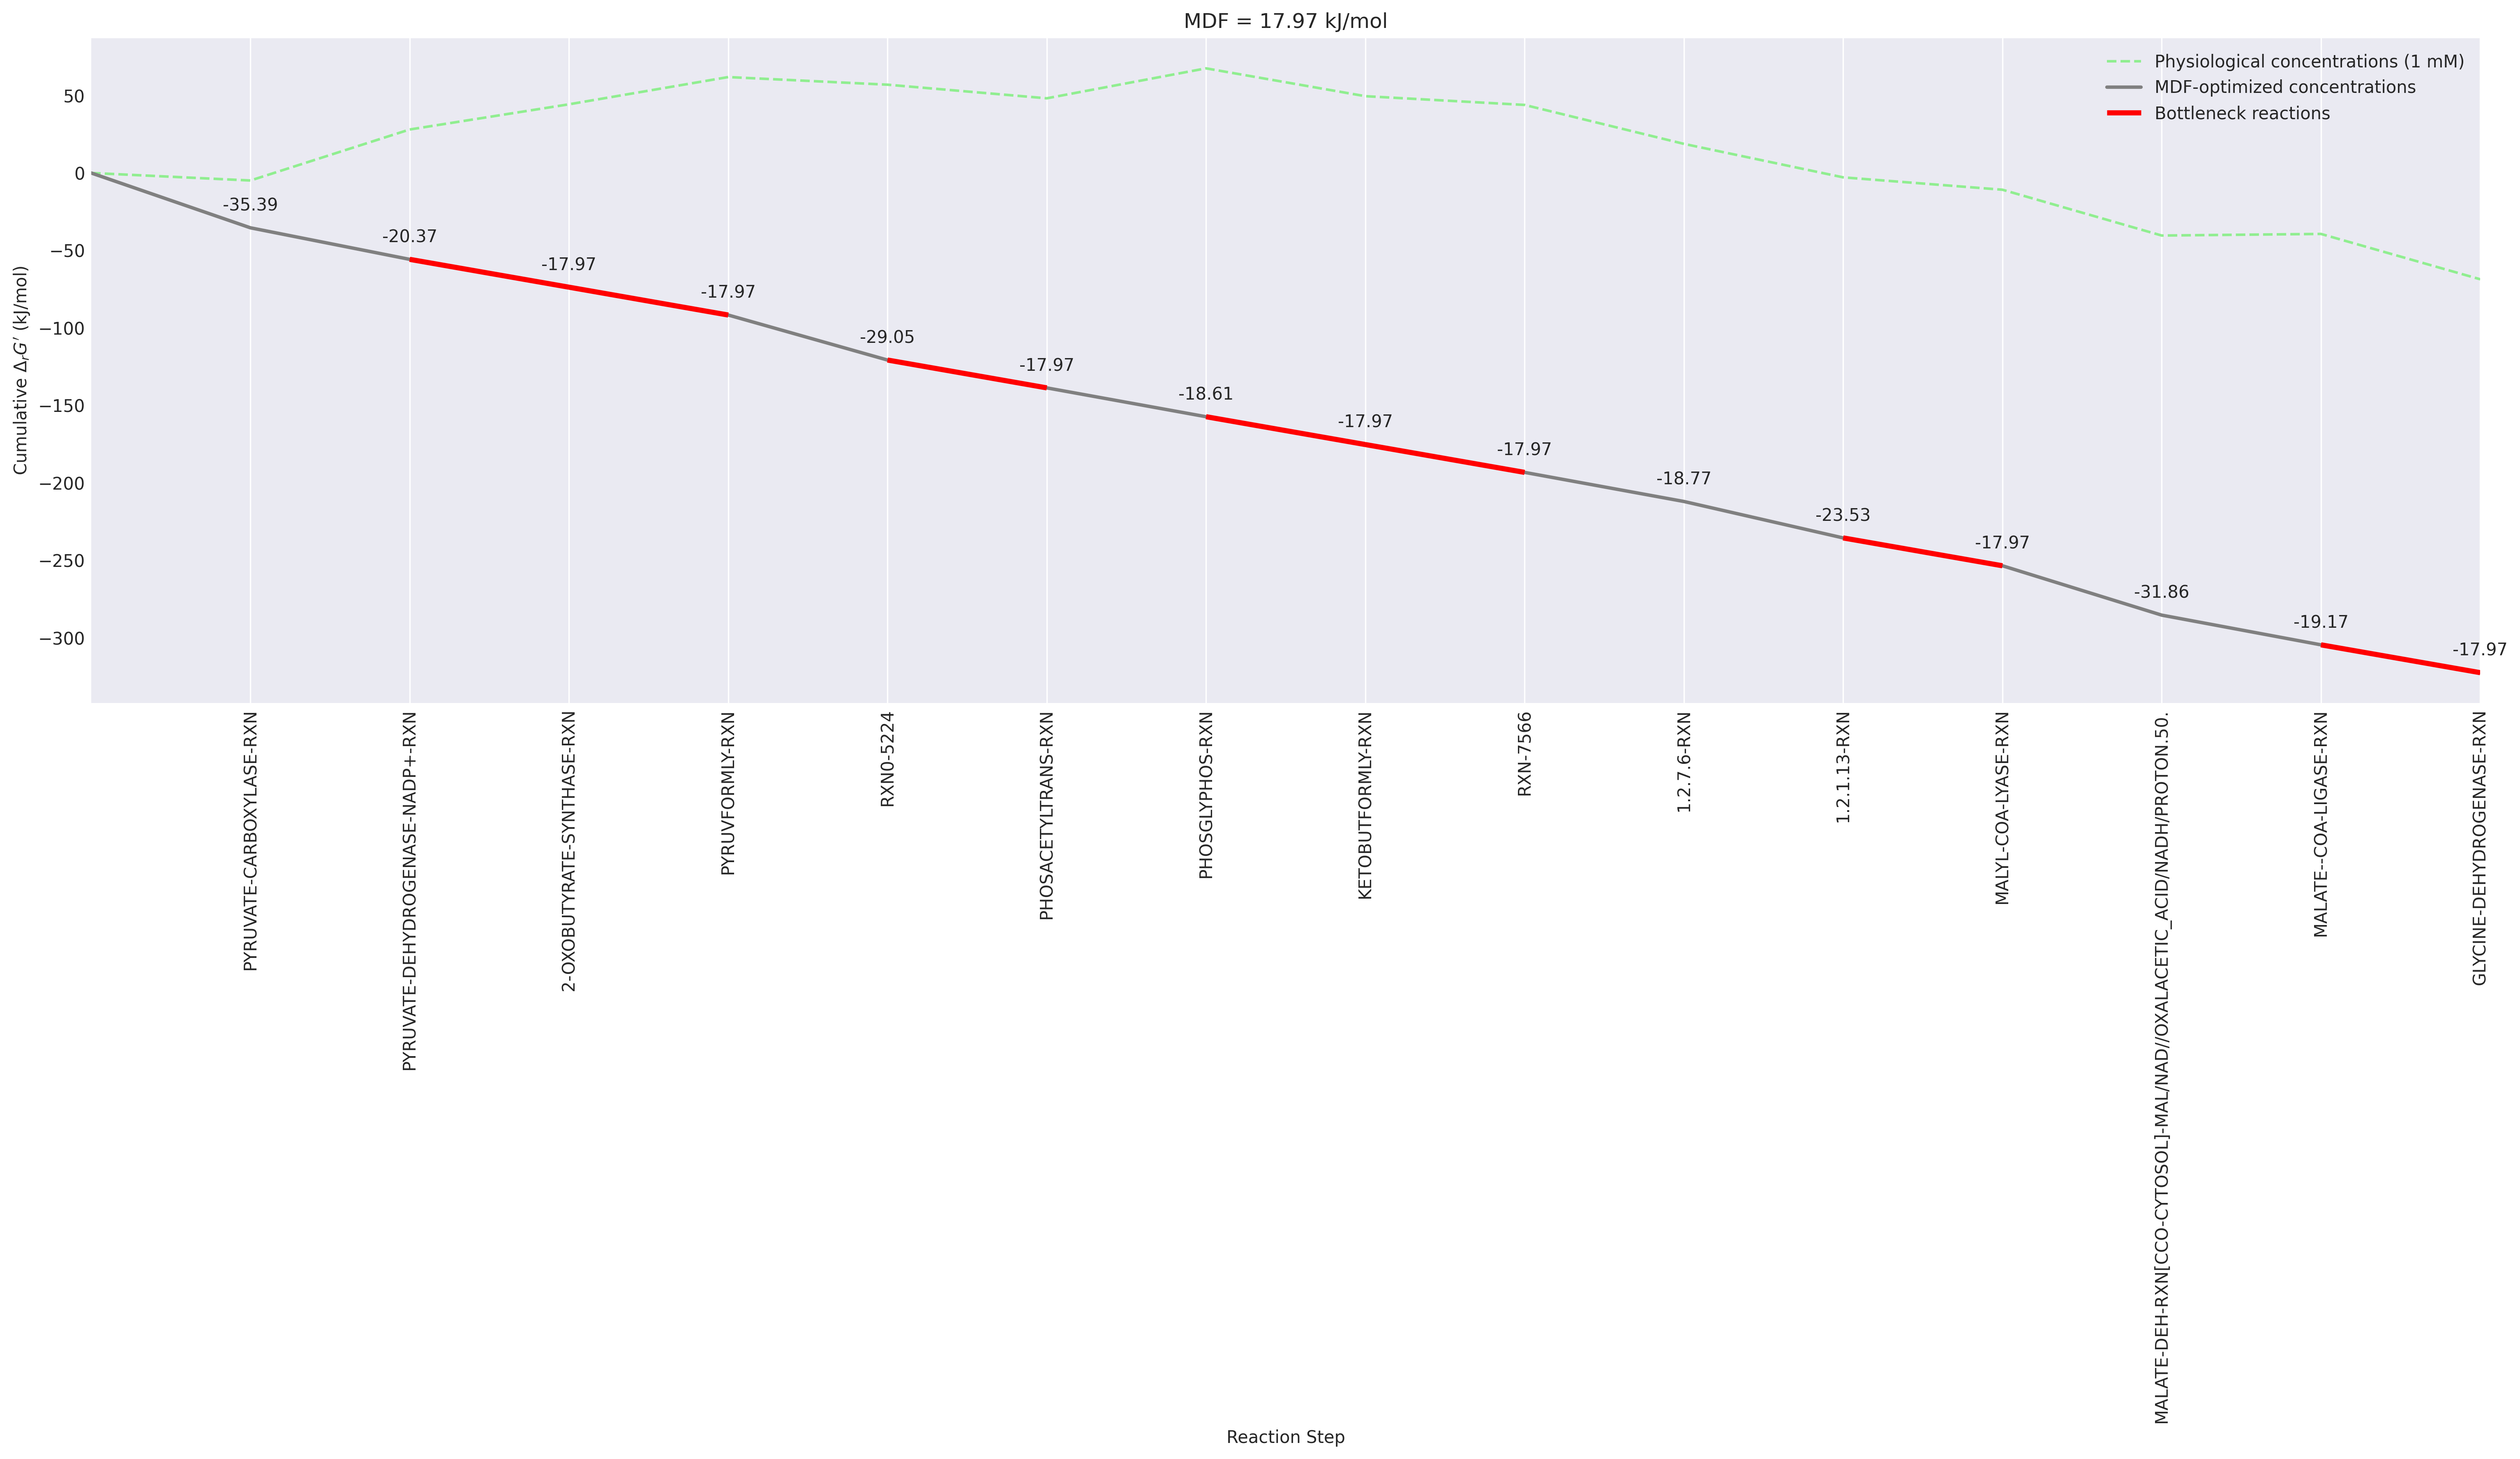 MDF = 17.97 kJ/mol
Physiological concentrations (1 mM)
MDF-optimized concentrations
Bottleneck reactions
Cumulative ΔrG′ (kJ/mol)
50
0
−50
−100
−150
−200
−250
−300
-35.39
-20.37
-17.97
-17.97
-29.05
-17.97
-18.61
-17.97
-17.97
-18.77
-23.53
-17.97
-31.86
-19.17
-17.97
PYRUVATE-CARBOXYLASE-RXN
PYRUVATE-DEHYDROGENASE-NADP+-RXN
2-OXOBUTYRATE-SYNTHASE-RXN
PYRUVFORMLY-RXN
RXN0-5224
PHOSACETYLTRANS-RXN
PHOSGLYPHOS-RXN
KETOBUTFORMLY-RXN
RXN-7566
1.2.7.6-RXN
1.2.1.13-RXN
MALYL-COA-LYASE-RXN
MALATE-DEH-RXN[CCO-CYTOSOL]-MAL/NAD//OXALACETIC_ACID/NADH/PROTON.50.
MALATE--COA-LIGASE-RXN
GLYCINE-DEHYDROGENASE-RXN
Reaction Step